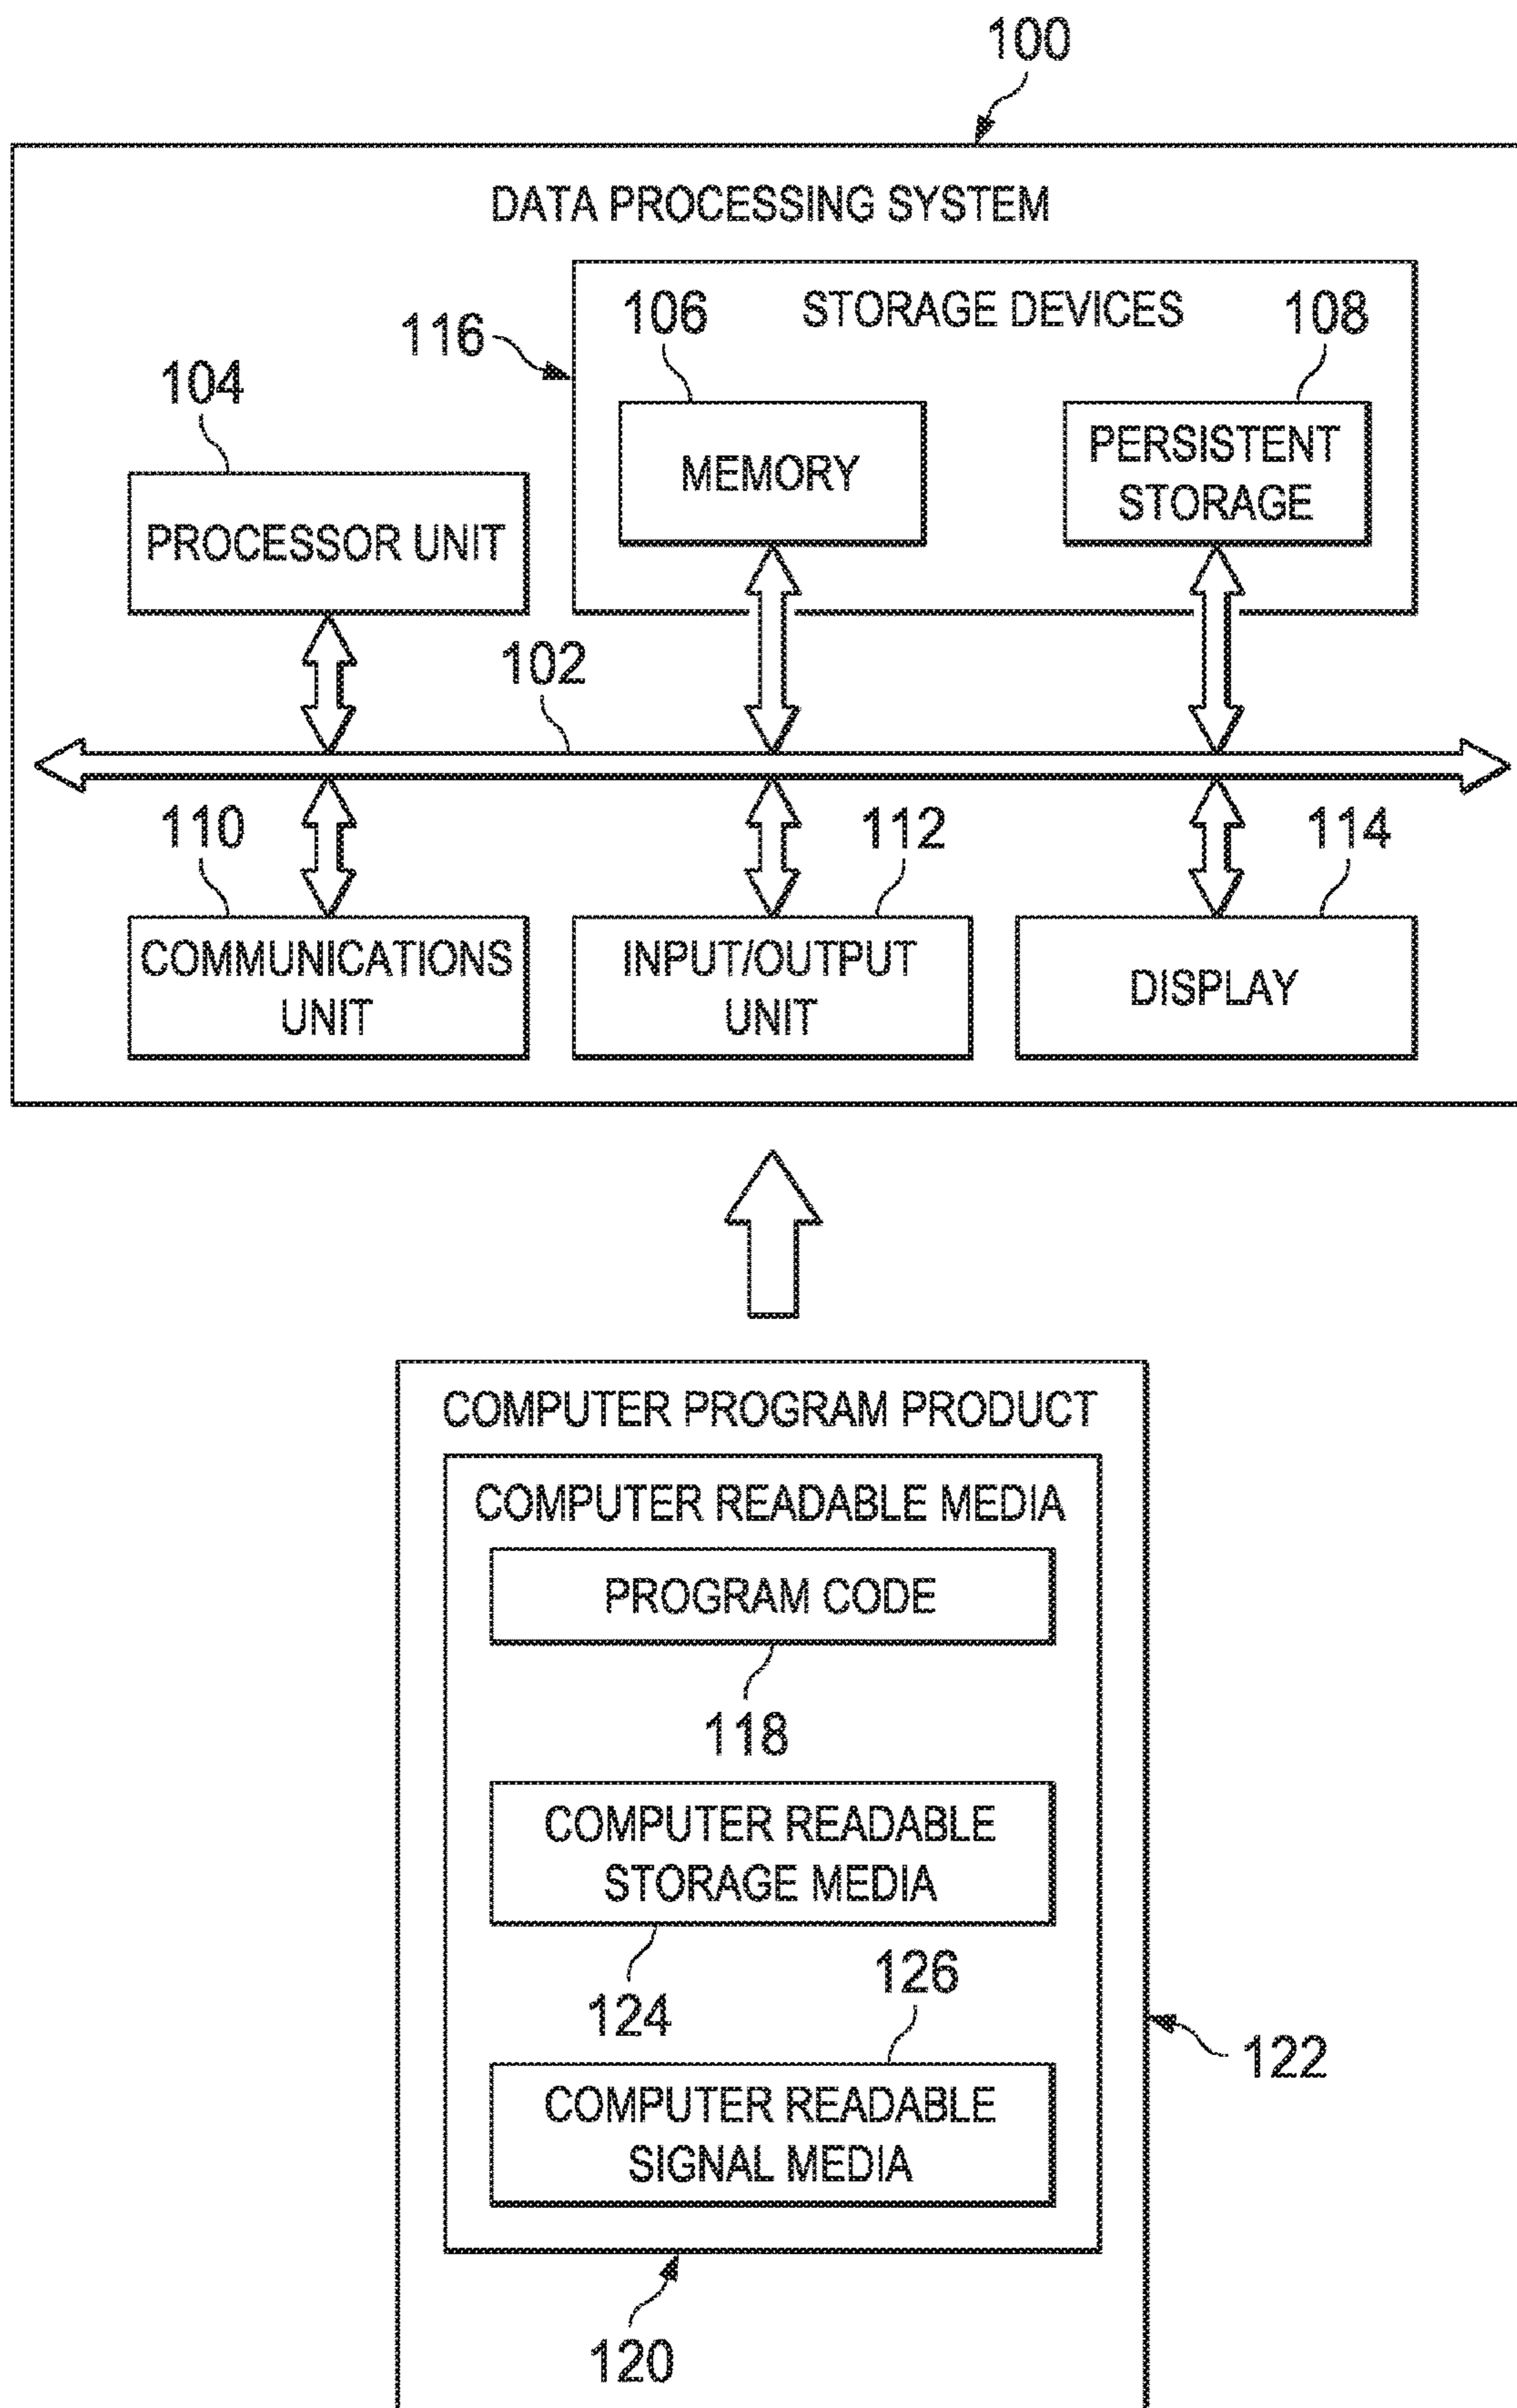 100
DATA PROCESSING SYSTEM
116
106
STORAGE DEVICES
108
104
MEMORY
PERSISTENT
STORAGE
PROCESSOR UNIT
102
110
112
114
COMMUNICATIONS
UNIT
INPUT/OUTPUT
UNIT
DISPLAY
COMPUTER PROGRAM PRODUCT
COMPUTER READABLE MEDIA
PROGRAM CODE
118
COMPUTER READABLE
STORAGE MEDIA
124
126
COMPUTER READABLE
SIGNAL MEDIA
122
120